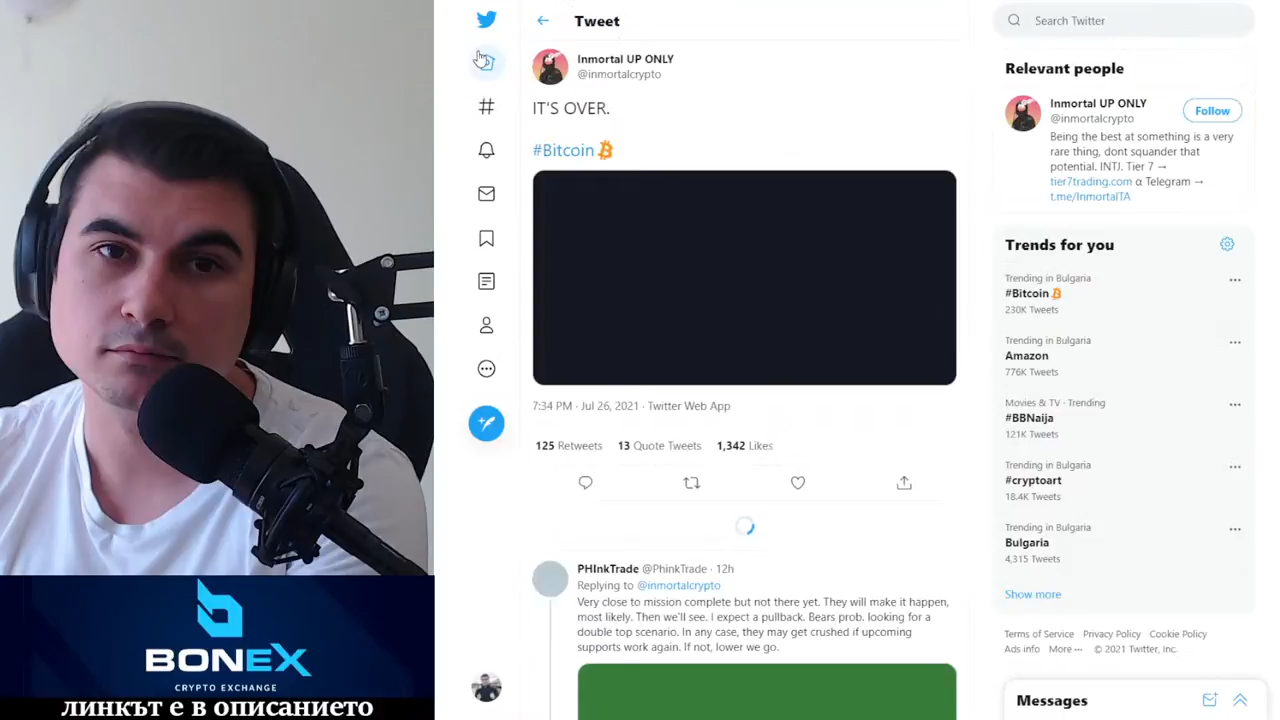 Tweet
Inmortal UP ONLY
@inmortalcrypto
IT'S OVER.
#Bitcoin
7:34 PM · Jul 26, 2021 · Twitter Web App
125 Retweets 13 Quote Tweets 1,342 Likes
PHInkTrade @PhinkTrade · 12h
Replying to @inmortalcrypto
Very close to mission complete but not there yet. They will make it happen,
most likely. Then we'll see. I expect a pullback. Bears prob. looking for a
double top scenario. In any case, they may get crushed if upcoming
supports work again. If not, lower we go.
Search Twitter
Relevant people
Inmortal UP ONLY
@inmortalcrypto
Follow
Being the best at something is a very
rare thing, dont squander that
potential. INTJ. Tier 7 →
tier7trading.com α Telegram →
t.me/InmortalTA
Trends for you
Trending in Bulgaria
#Bitcoin
230K Tweets
Trending in Bulgaria
Amazon
776K Tweets
Movies & TV · Trending
#BBNaija
121K Tweets
Trending in Bulgaria
#cryptoart
18.4K Tweets
Trending in Bulgaria
Bulgaria
4,315 Tweets
Show more
Terms of Service Privacy Policy Cookie Policy
Ads info More ··· © 2021 Twitter, Inc.
Messages
BONEX
CRYPTO EXCHANGE
линкът е в описанието